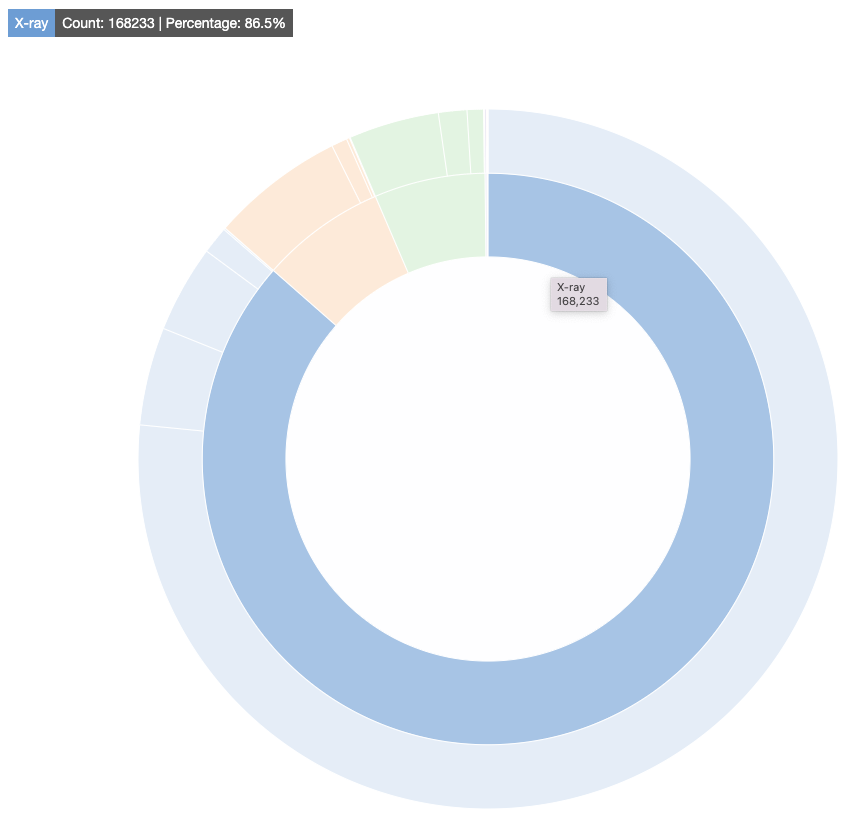 X-ray Count: 168233 | Percentage: 86.5%
X-ray
168,233